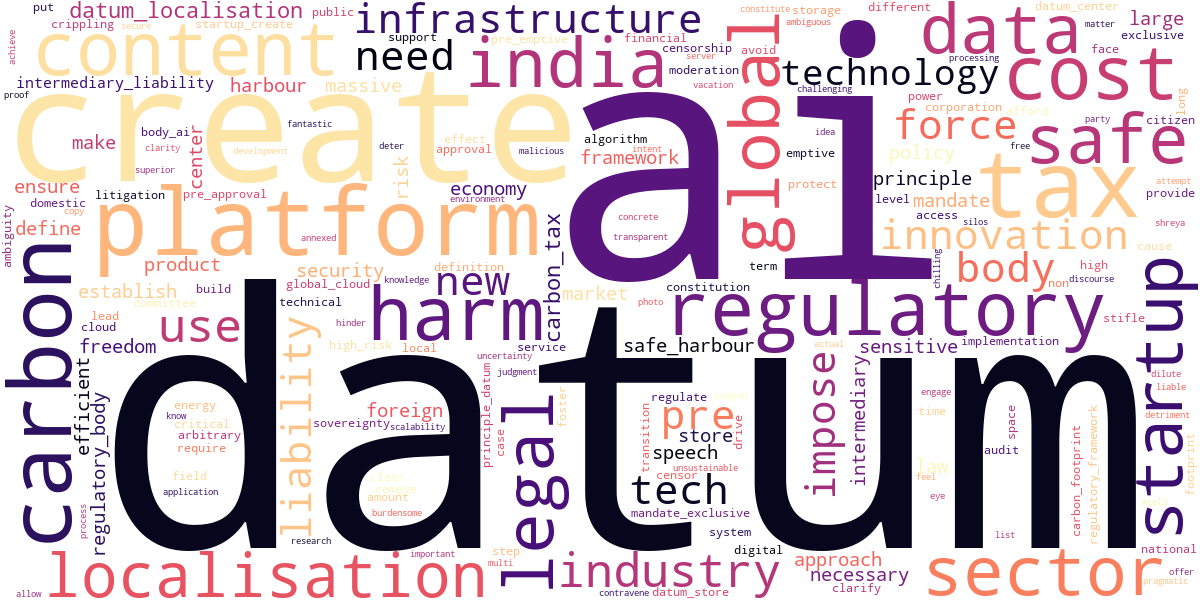 put
datum_localisation
public
infrastructure
constitute
storage
different
datum_center
large
crippling
startup_create
ambiguous
matter
exclusive
achieve
secure
content
need
support
pre_emptive
financial
censorship
avoid
data
face
india
moderation
server
technology
processing
cost
intermediary_liability
harbour
massive
vacation
challenging
power
corporation
afford
long
proof
create
ai
global
force
party
citizen
safe
body_ai
fantastic
effect
algorithm
idea
free
make
clarity
center
development
deter
malicious
approval
intent
framework
emptive
policy
attempt
superior
risk
protect
principle
tax
ensure
domestic
litigation
pre_approval
economy
environment
level
mandate
provide
copy
platform
access
silos
shreya
define
ambiguity
annexed
concrete
transparent
innovation
cause
product
security
knowledge
definition
term
chilling
body
high
non
discourse
establish
build
global_cloud
new
carbon_tax
market
constitution
committee
technical
photo
carbon
lead
cloud
use
hinder
harm
regulatory
startup
stifle
freedom
high_risk
local
service
safe_harbour
sensitive
implementation
uncertainty
judgment
actual
impose
intermediary
dilute
liable
efficient
datum
energy
know
critical
arbitrary
require
liability
foreign
sovereignty
scalability
principle_datum
case
legal
foster
regulate
pre
store
drive
transition
speech
engage
time
space
detriment
footprint
regulatory_body
field
application
clear
remove
amount
burdensome
censor
unsustainable
tech
mandate_exclusive
law
feel
eye
audit
carbon_footprint
regulatory_framework
process
research
system
list
national
localisation
important
step
multi
industry
digital
approach
necessary
clarify
sector
offer
pragmatic
allow
contravene
datum_store